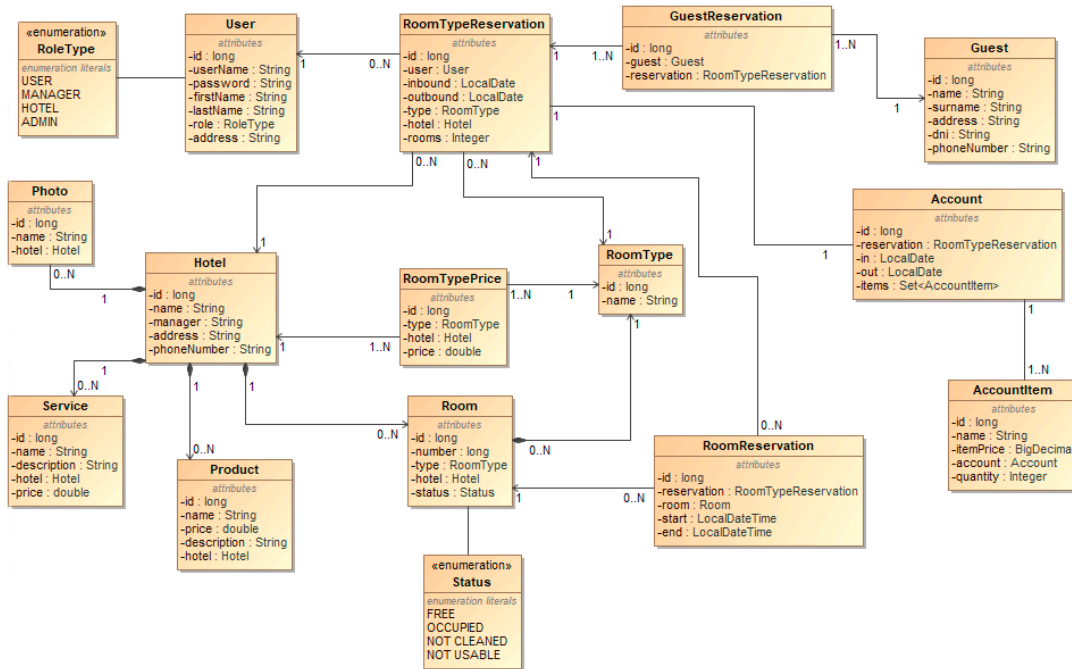 «enumeration»
RoleType
enumeration literals
USER
MANAGER
HOTEL
ADMIN
User
attributes
-id : long
-userName : String
-password : String
-firstName : String
-lastName : String
-role : RoleType
-address : String
1
0..N
RoomTypeReservation
attributes
-id : long
-user : User
-inbound : LocalDate
-outbound : LocalDate
-type : RoomType
-hotel : Hotel
-rooms : Integer
1
1..N
GuestReservation
attributes
-id : long
-guest : Guest
-reservation : RoomTypeReservation
1..N
1
Guest
attributes
-id : long
-name : String
-surname : String
-address : String
-dni : String
-phoneNumber : String
1
0..N
0..N
1
Photo
attributes
-id : long
-name : String
-hotel : Hotel
0..N
1
1
Hotel
attributes
-id : long
-name : String
-manager : String
-address : String
-phoneNumber : String
RoomTypePrice
attributes
-id : long
-type : RoomType
-hotel : Hotel
-price : double
1..N
1
1
1..N
1
RoomType
attributes
-id : long
-name : String
1
Account
attributes
-id : long
-reservation : RoomTypeReservation
-in : LocalDate
-out : LocalDate
-items : Set<AccountItem>
1
1
1..N
1
0..N
1
0..N
1
0..N
Service
attributes
-id : long
-name : String
-description : String
-hotel : Hotel
-price : double
Product
attributes
-id : long
-name : String
-price : double
-description : String
-hotel : Hotel
Room
attributes
-id : long
-number : long
-type : RoomType
-hotel : Hotel
-status : Status
0..N
1
0..N
0..N
RoomReservation
attributes
-id : long
-reservation : RoomTypeReservation
-room : Room
-start : LocalDateTime
-end : LocalDateTime
AccountItem
attributes
-id : long
-name : String
-itemPrice : BigDecima
-account : Account
-quantity : Integer
«enumeration»
Status
enumeration literals
FREE
OCCUPIED
NOT CLEANED
NOT USABLE